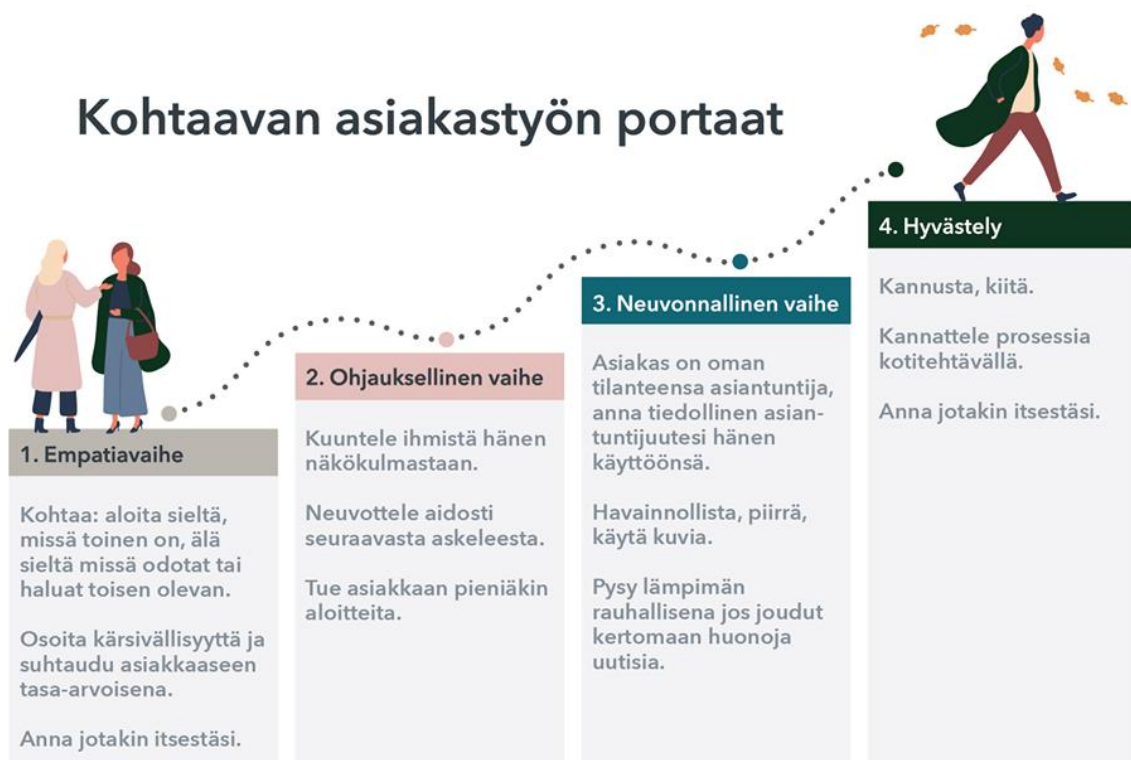 Kohtaavan asiakastyön portaat
1. Empatiavaihe
Kohtaa: aloita sieltä,
missä toinen on, älä
sieltä missä odotat tai
haluat toisen olevan.
Osoita kärsivällisyyttä ja
suhtaudu asiakkaaseen
tasa-arvoisena.
Anna jotakin itsestäsi.
2. Ohjauksellinen vaihe
Kuuntele ihmistä hänen
näkökulmastaan.
Neuvottele aidosti
seuraavasta askeleesta.
Tue asiakkaan pieniäkin
aloitteita.
3. Neuvonnallinen vaihe
Asiakas on oman
tilanteensa asiantuntija,
anna tiedollinen asian-
tuntijuutesi hänen
käyttöönsä.
Havainnollista, piirrä,
käytä kuvia.
Pysy lämpimän
rauhallisena jos joudut
kertomaan huonoja
uutisia.
4. Hyvästely
Kannusta, kiitä.
Kannattele prosessia
kotitehtävällä.
Anna jotakin itsestäsi.